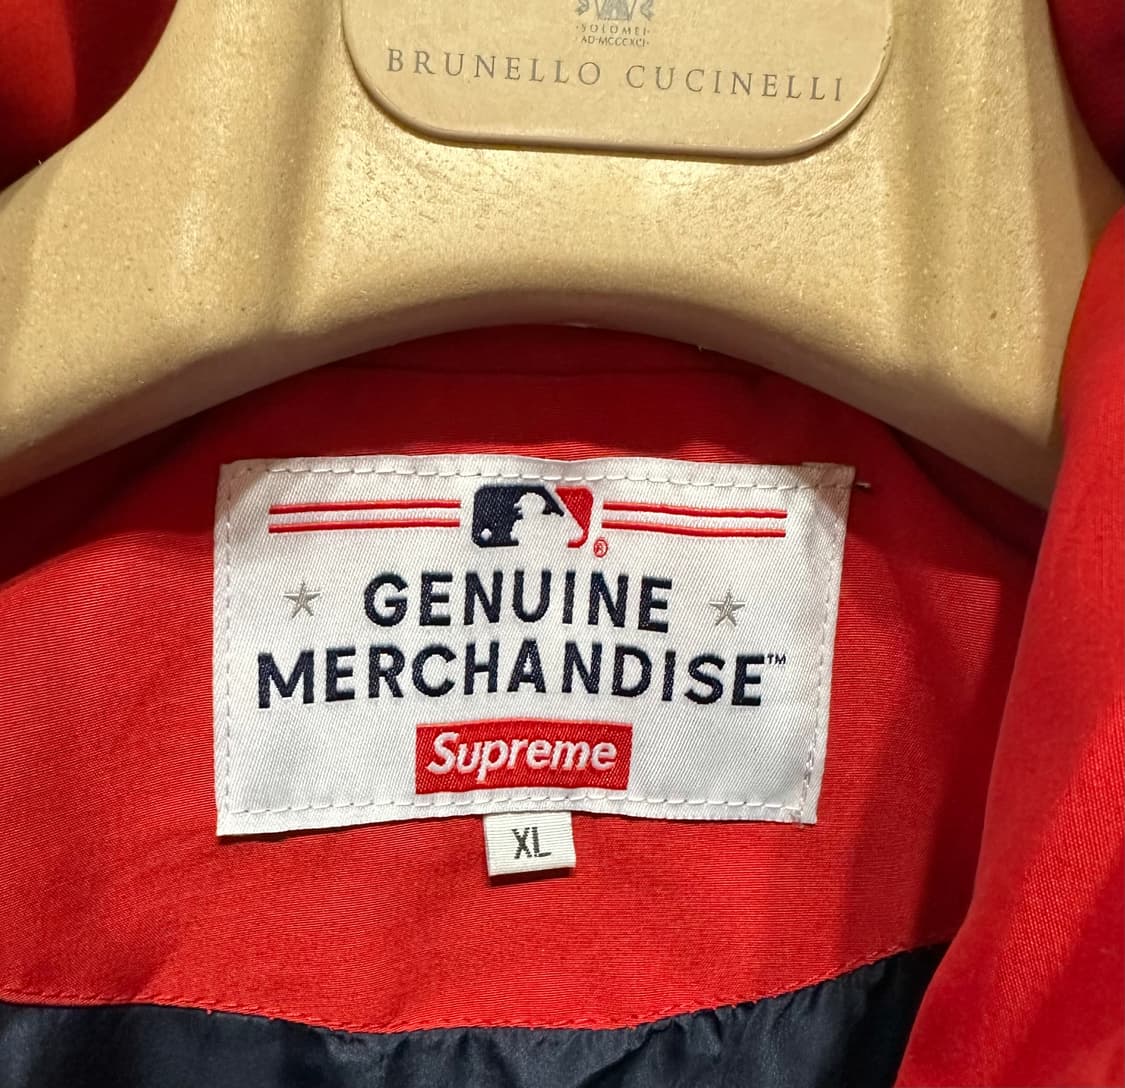 ·SOLOMEI·
AD·MCCCXCI·
BRUNELLO CUCINELLI
®
GENUINE
MERCHANDISE™
Supreme
XL